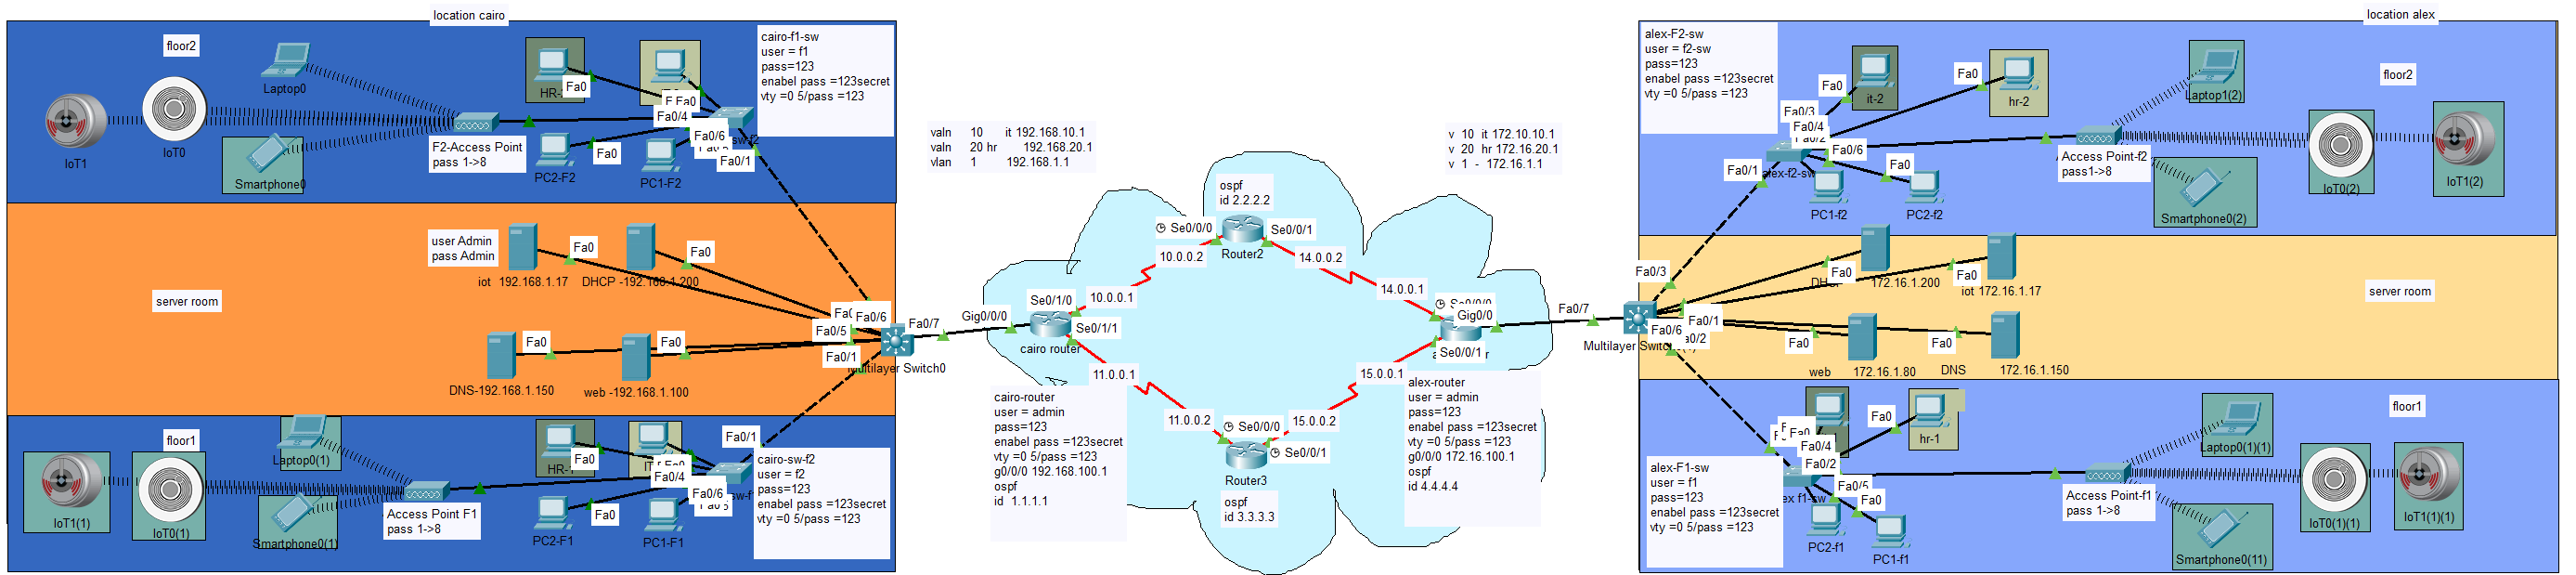 location cairo
floor2
Laptop0
IoT1
IoT0
Smartphone0
F2-Access Point
pass 1->8
Fa0
Fa0
Fa0/4
Fa0/6
Fa0/1
Fa0
PC2-F2
PC1-F2
cairo-f1-sw
user = f1
pass=123
enabel pass =123secret
vty =0 5/pass =123
user Admin
pass Admin
Fa0
Fa0
iot 192.168.1.17
DHCP -192.168.1.200
server room
Fa0/6
Fa0/5
Fa0/7
Fa0/1
Fa0
Fa0
DNS-192.168.1.150
web -192.168.1.100
Multilayer Switch0
floor1
Laptop0(1)
IoT1(1)
IoT0(1)
Smartphone0(1)
Access Point F1
pass 1->8
Fa0
Fa0/1
Fa0/4
Fa0/6
Fa0
PC2-F1
PC1-F1
cairo-sw-f2
user = f2
pass=123
enabel pass =123secret
vty =0 5/pass =123
valn 10 it 192.168.10.1
valn 20 hr 192.168.20.1
vlan 1 192.168.1.1
v 10 it 172.10.10.1
v 20 hr 172.16.20.1
v 1 - 172.16.1.1
ospf
id 2.2.2.2
Se0/0/0
Se0/0/1
Router2
10.0.0.2
14.0.0.2
10.0.0.1
14.0.0.1
Se0/1/0
Gig0/0/0
Se0/1/1
cairo router
Gig0/0
Se0/0/1
11.0.0.1
15.0.0.1
11.0.0.2
15.0.0.2
Se0/0/0
Se0/0/1
Router3
ospf
id 3.3.3.3
cairo-router
user = admin
pass=123
enabel pass =123secret
vty =0 5/pass =123
g0/0/0 192.168.100.1
ospf
id 1.1.1.1
alex-router
user = admin
pass=123
enabel pass =123secret
vty =0 5/pass =123
g0/0/0 172.16.100.1
ospf
id 4.4.4.4
location alex
alex-F2-sw
user = f2-sw
pass=123
enabel pass =123secret
vty =0 5/pass =123
floor2
Fa0
it-2
Fa0
hr-2
Fa0/3
Fa0/4
Fa0/6
Fa0/1
Fa0
alex-f2-sw
PC1-f2
PC2-f2
Access Point-f2
pass1->8
Laptop1(2)
Smartphone0(2)
IoT0(2)
IoT1(2)
Fa0/3
Fa0
Fa0
172.16.1.200
iot 172.16.1.17
server room
Fa0/7
Fa0/1
Fa0/6
Fa0
Fa0
web 172.16.1.80
DNS 172.16.1.150
floor1
Fa0
hr-1
Fa0/4
Fa0/2
Fa0/5
Fa0
PC2-f1
PC1-f1
alex-F1-sw
user = f1
pass=123
enabel pass =123secret
vty =0 5/pass =123
Access Point-f1
pass 1->8
Laptop0(1)(1)
Smartphone0(11)
IoT0(1)(1)
IoT1(1)(1)